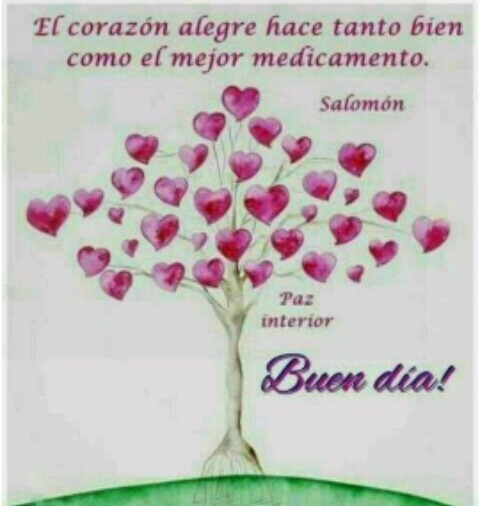 El corazón alegre hace tanto bien
como el mejor medicamento.
Salomón
Paz
interior
Buen día!